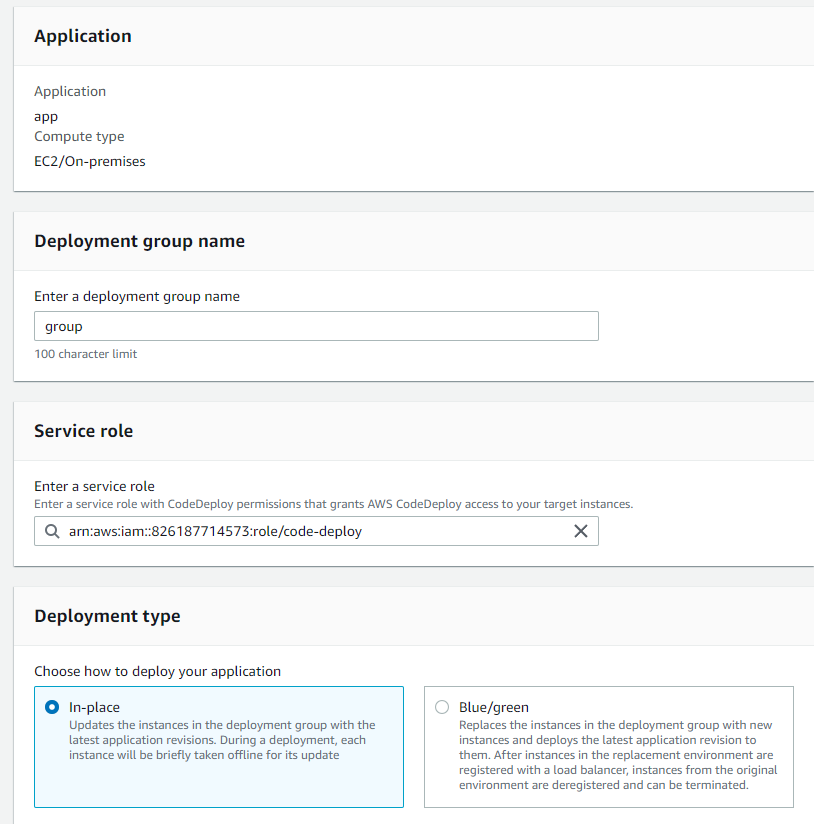 Application
Application
app
Compute type
EC2/On-premises
Deployment group name
Enter a deployment group name
group
100 character limit
Service role
Enter a service role
Enter a service role with CodeDeploy permissions that grants AWS CodeDeploy access to your target instances.
arn:aws:iam::826187714573:role/code-deploy
Deployment type
Choose how to deploy your application
In-place
Updates the instances in the deployment group with the
latest application revisions. During a deployment, each
instance will be briefly taken offline for its update
Blue/green
Replaces the instances in the deployment group with new
instances and deploys the latest application revision to
them. After instances in the replacement environment are
registered with a load balancer, instances from the original
environment are deregistered and can be terminated.